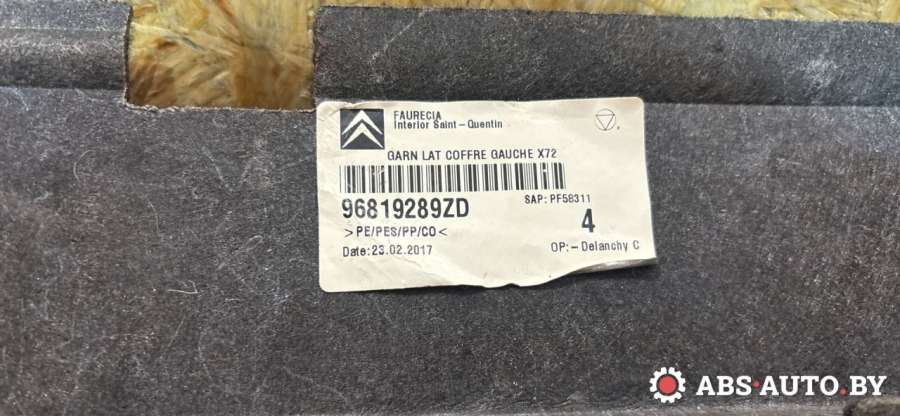 FAURECIA
Interior Saint-Quentin
GARN LAT COFFRE GAUCHE X72
SAP: PF58311
96819289ZD
4
>PE/PES/PP/CO<
Date: 23.02.2017
OP:- Delanchy C
ABS-AUTO.BY